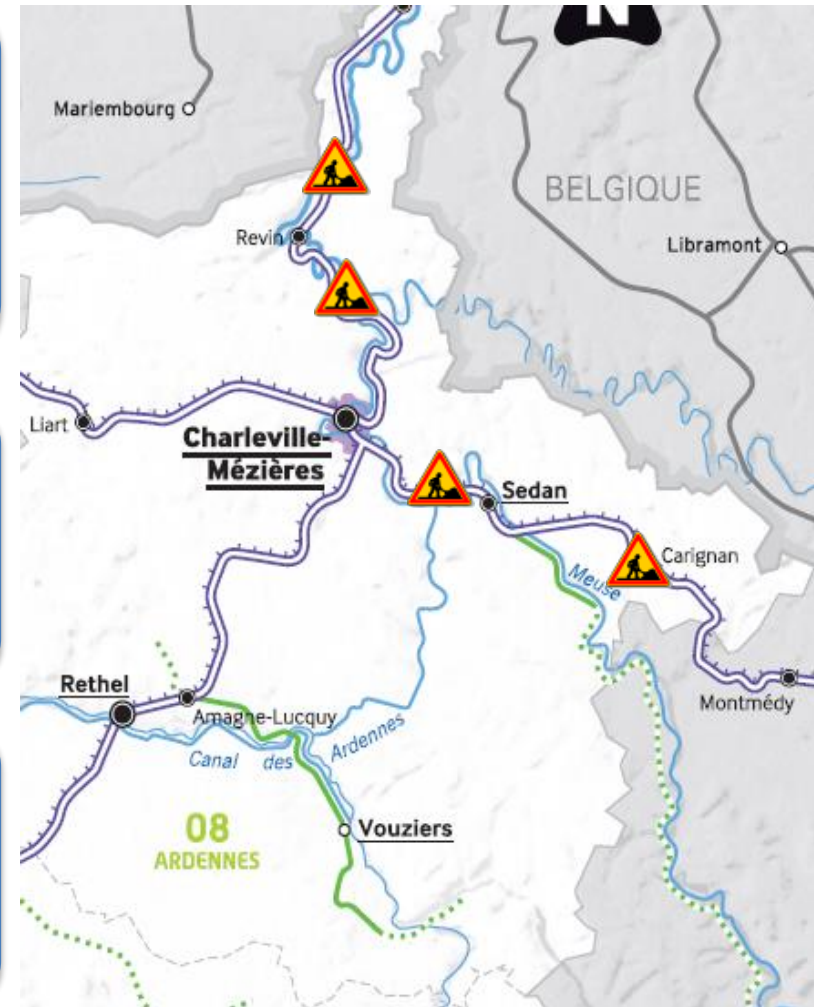 N
Mariembourg
BELGIQUE
Revin
Libramont
Liart
Charleville-
Mézières
Sedan
Carignan
Meuse
Rethel
Amagne-Lucquy
Montmédy
Canal des Ardennes
08
ARDENNES
Vouziers